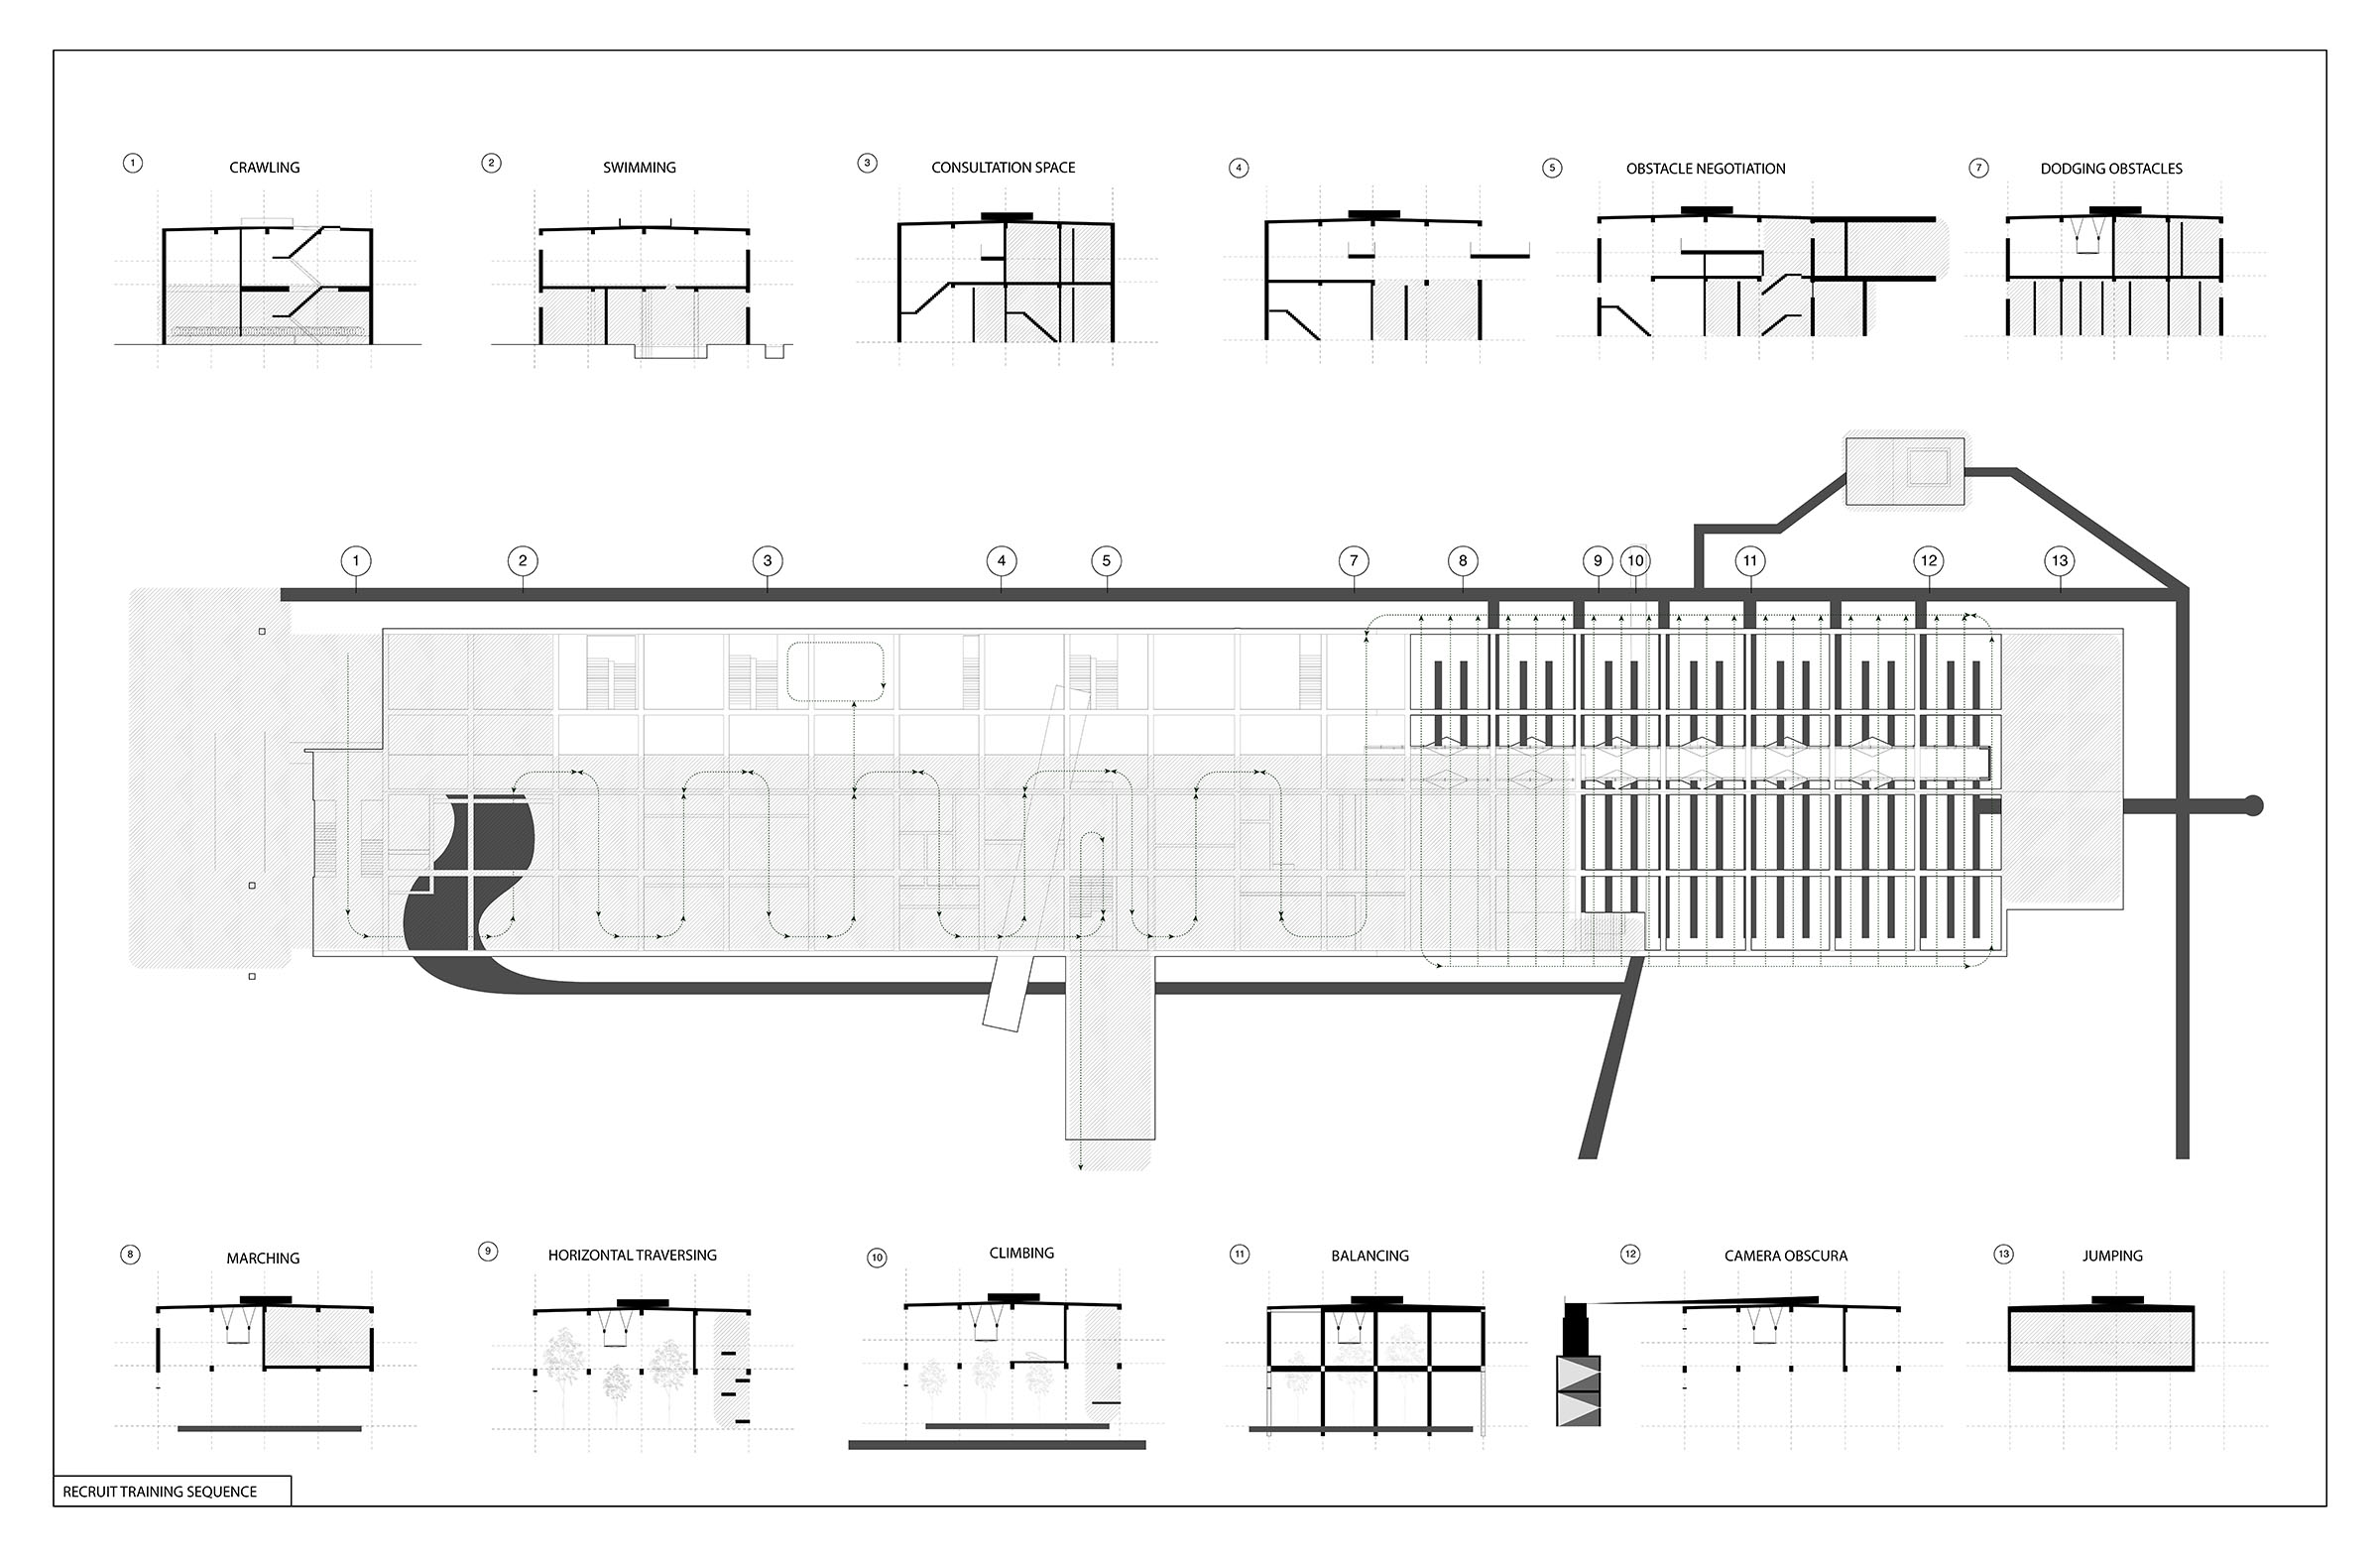 1 CRAWLING
2 SWIMMING
3 CONSULTATION SPACE
4
5 OBSTACLE NEGOTIATION
7 DODGING OBSTACLES
1 2 3 4 5 7 8 9 10 11 12 13
8 MARCHING
9 HORIZONTAL TRAVERSING
10 CLIMBING
11 BALANCING
12 CAMERA OBSCURA
13 JUMPING
RECRUIT TRAINING SEQUENCE